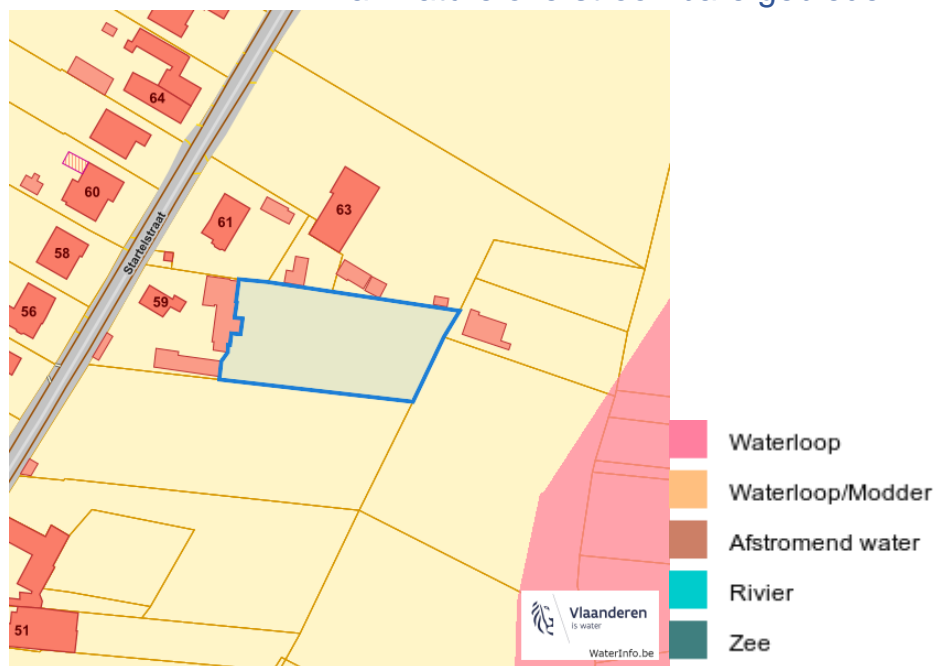 64
60
63
61
58
Startelstraat
59
56
51
Vlaanderen
is water
WaterInfo.be
Waterloop
Waterloop/Modder
Afstromend water
Rivier
Zee